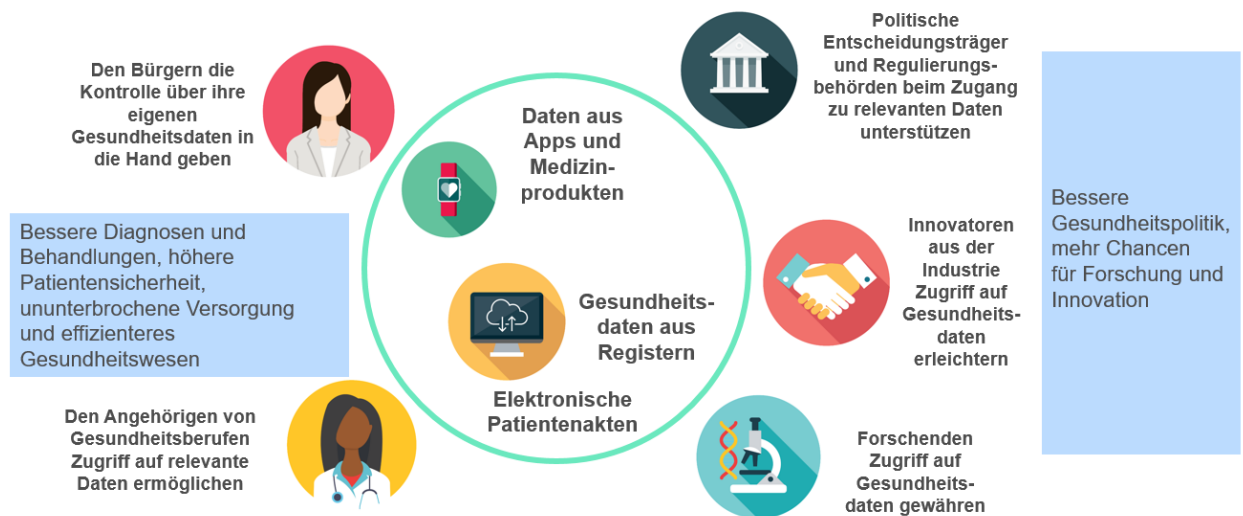 Den Bürgern die
Kontrolle über ihre
eigenen
Gesundheitsdaten in
die Hand geben
Bessere Diagnosen und
Behandlungen, höhere
Patientensicherheit,
ununterbrochene Versorgung
und effizienteres
Gesundheitswesen
Den Angehörigen von
Gesundheitsberufen
Zugriff auf relevante
Daten ermöglichen
Daten aus
Apps und
Medizin-
produkten
Gesundheits-
daten aus
Registern
Elektronische
Patientenakten
Politische
Entscheidungsträger
und Regulierungs-
behörden beim Zugang
zu relevanten Daten
unterstützen
Innovatoren
aus der
Industrie
Zugriff auf
Gesundheits-
daten
erleichtern
Forschenden
Zugriff auf
Gesundheits-
daten gewähren
Bessere
Gesundheitspolitik,
mehr Chancen
für Forschung und
Innovation